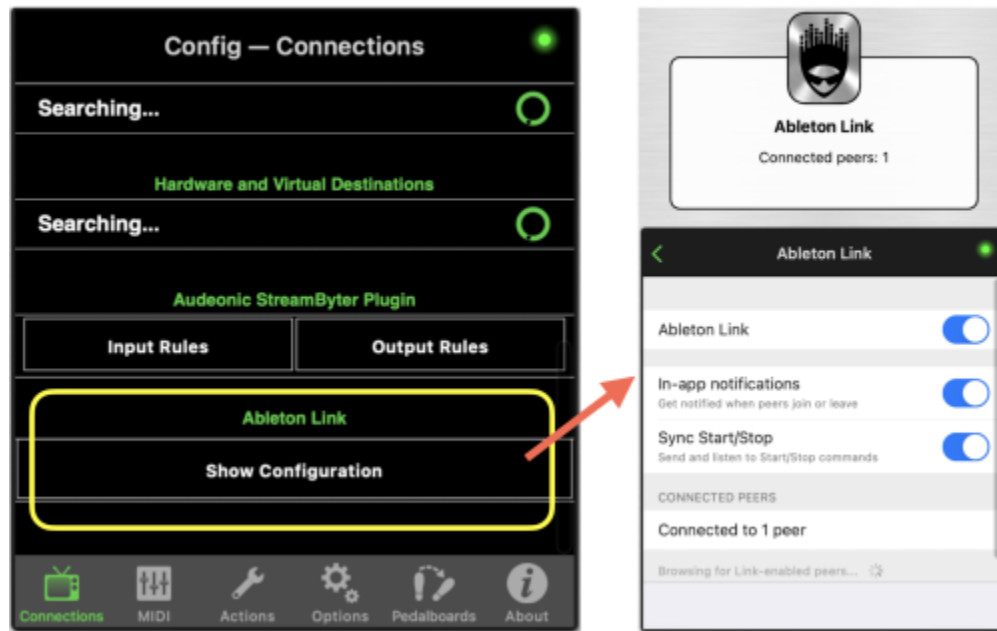 Config — Connections
Searching...
Hardware and Virtual Destinations
Searching...
Audeonic StreamByter Plugin
Input Rules
Output Rules
Ableton Link
Show Configuration
Connections
MIDI
Actions
Options
Pedalboards
About
Ableton Link
Connected peers: 1
Ableton Link
Ableton Link
In-app notifications
Get notified when peers join or leave
Sync Start/Stop
Send and listen to Start/Stop commands
CONNECTED PEERS
Connected to 1 peer
Browsing for Link-enabled peers...